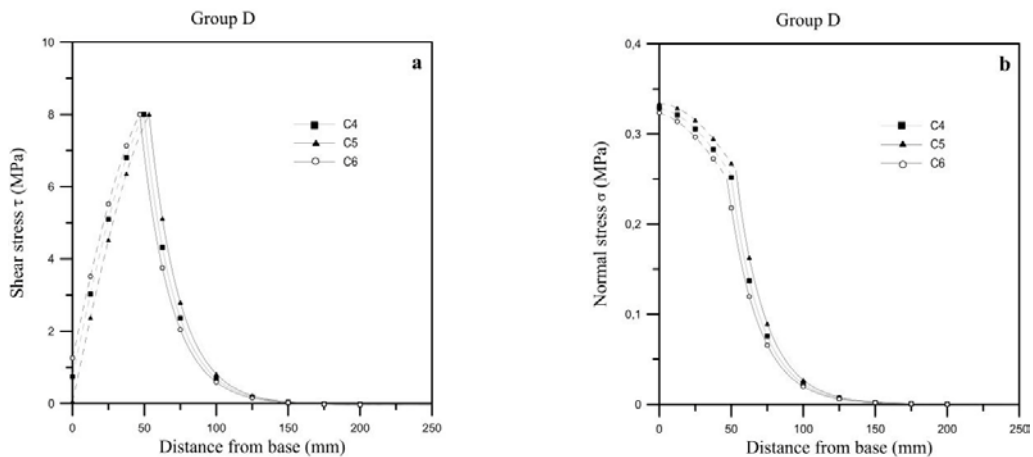 Group D
a
10
8
6
4
2
0
Shear stress τ (MPa)
C4
C5
C6
0 50 100 150 200 250
Distance from base (mm)
Group D
b
0,4
0,3
0,2
0,1
0
Normal stress σ (MPa)
C4
C5
C6
0 50 100 150 200 250
Distance from base (mm)